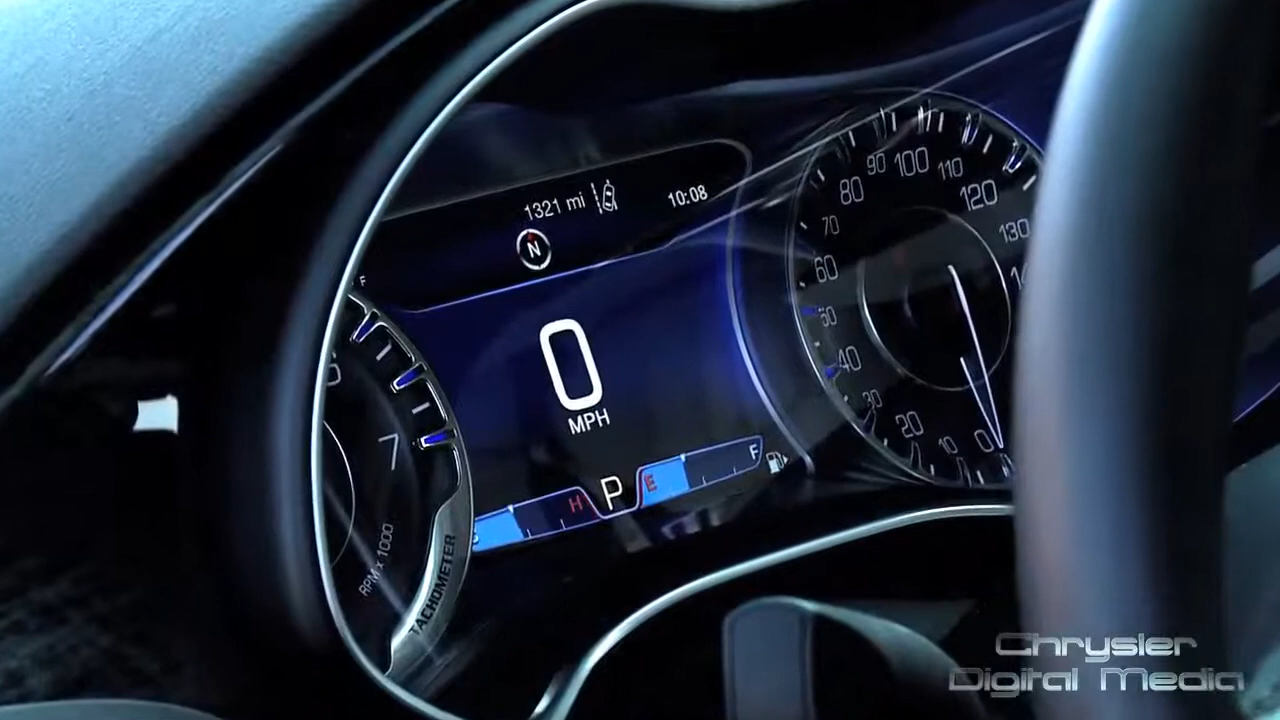 1321 mi
10:08
N
0
MPH
P
H
E
F
F
7
RPM x 1000
TACHOMETER
0
10
20
30
40
50
60
70
80
90
100
110
120
130
Chrysler
Digital Media